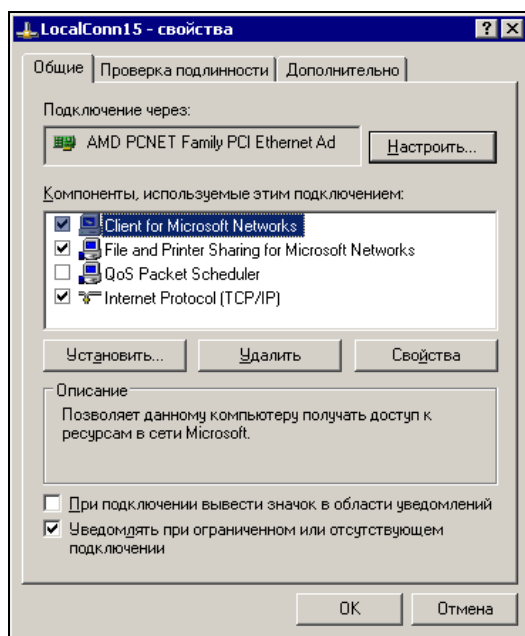 LocalConn15 - свойства
Общие
Проверка подлинности
Дополнительно
Подключение через:
AMD PCNET Family PCI Ethernet Ad
Настроить...
Компоненты, используемые этим подключением:
Client for Microsoft Networks
File and Printer Sharing for Microsoft Networks
QoS Packet Scheduler
Internet Protocol (TCP/IP)
Установить...
Удалить
Свойства
Описание
Позволяет данному компьютеру получать доступ к
ресурсам в сети Microsoft.
При подключении вывести значок в области уведомлений
Уведомлять при ограниченном или отсутствующем
подключении
OK
Отмена